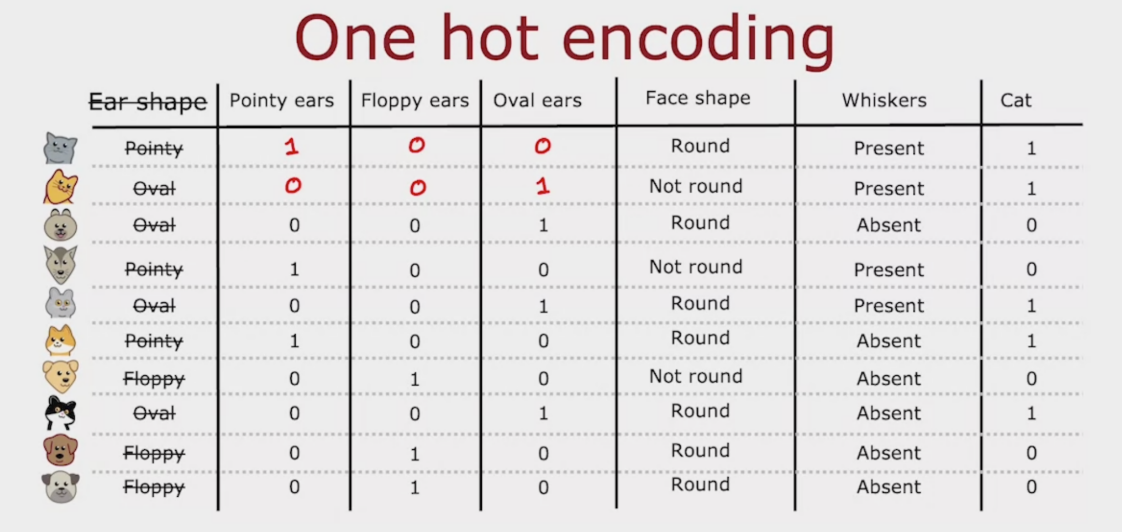 One hot encoding
Ear shape Pointy ears Floppy ears Oval ears Face shape Whiskers Cat
Pointy 1 0 0 Round Present 1
Oval 0 0 1 Not round Present 1
Oval 0 0 1 Round Absent 0
Pointy 1 0 0 Not round Present 0
Oval 0 0 1 Round Present 1
Pointy 1 0 0 Round Absent 1
Floppy 0 1 0 Not round Absent 0
Oval 0 0 1 Round Absent 1
Floppy 0 1 0 Round Absent 0
Floppy 0 1 0 Round Absent 0